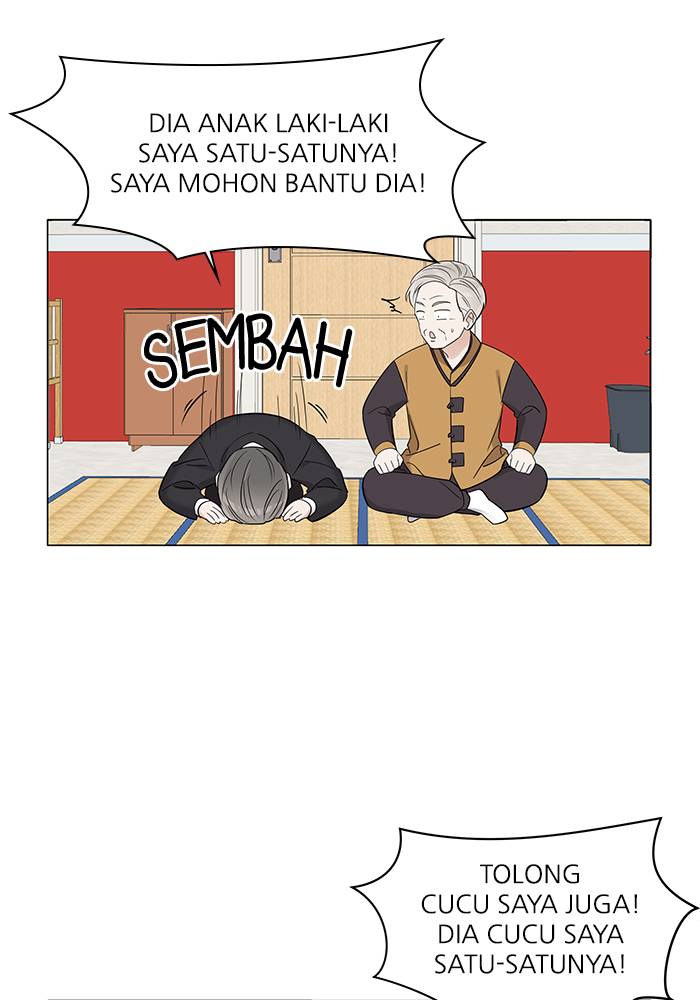 DIA ANAK LAKI-LAKI
SAYA SATU-SATUNYA!
SAYA MOHON BANTU DIA!
SEMBAH
TOLONG
CUCU SAYA JUGA!
DIA CUCU SAYA
SATU-SATUNYA!